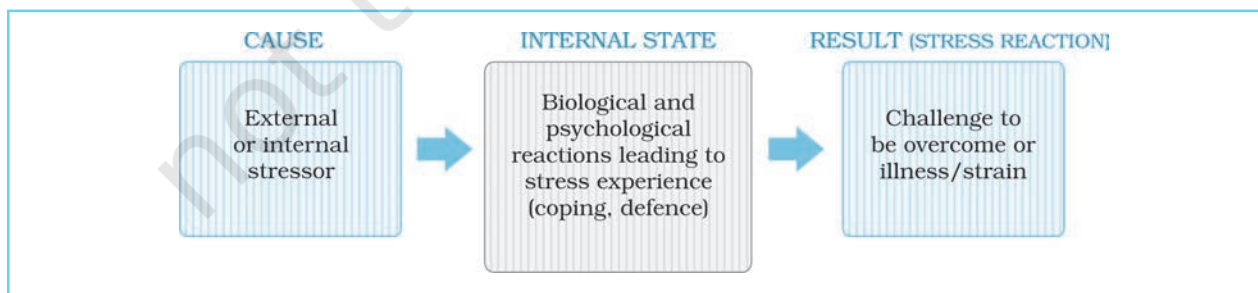 CAUSE
External
or internal
stressor
INTERNAL STATE
Biological and
psychological
reactions leading to
stress experience
(coping, defence)
RESULT (STRESS REACTION)
Challenge to
be overcome or
illness/strain
not t